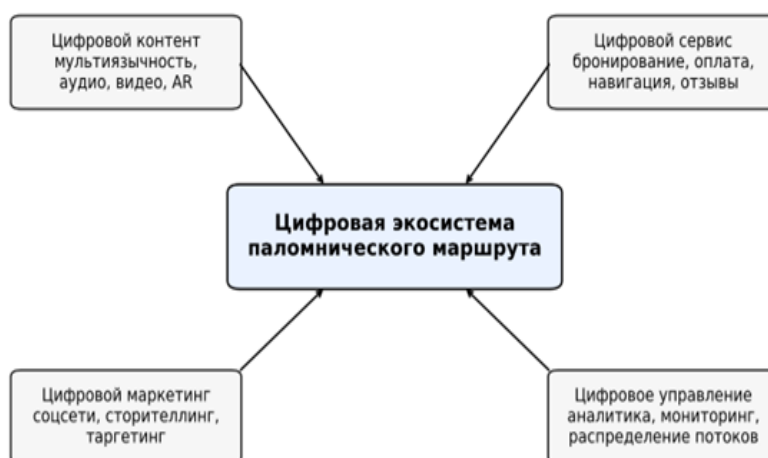 Цифровой контент
мультиязычность,
аудио, видео, AR
Цифровой сервис
бронирование, оплата,
навигация, отзывы
Цифровая экосистема
паломнического маршрута
Цифровой маркетинг
соцсети, сторителлинг,
таргетинг
Цифровое управление
аналитика, мониторинг,
распределение потоков